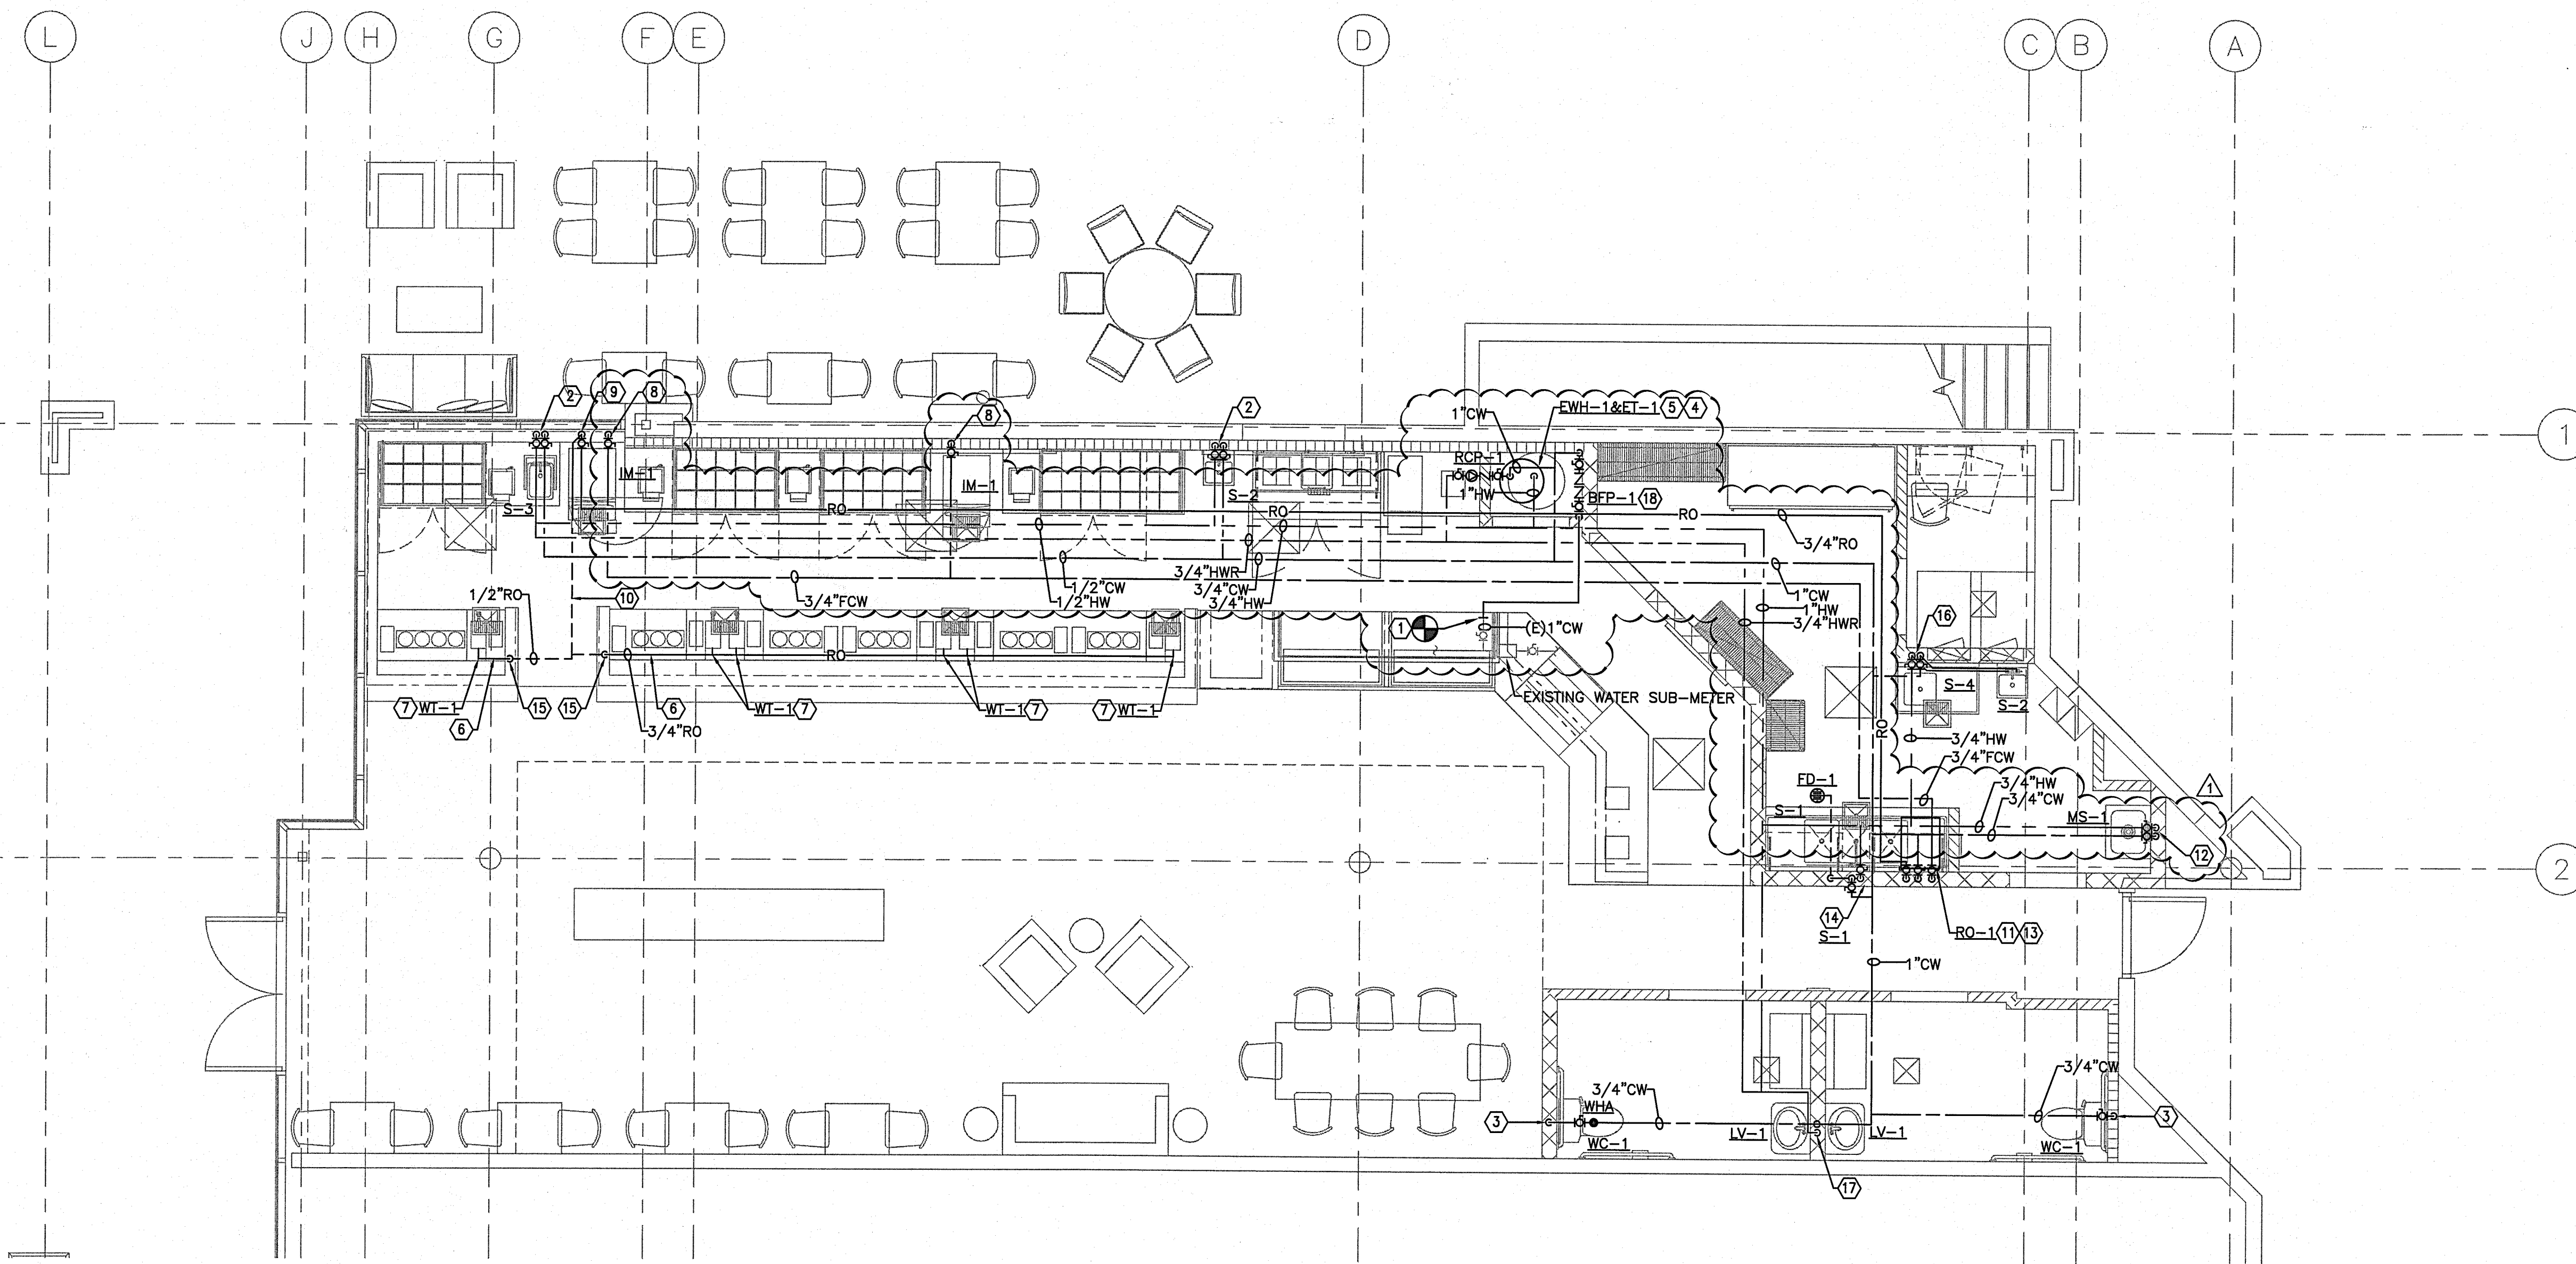 L
J
H
G
F
E
D
C
B
A
2
9
8
8
2
1"CW
EWH-1&ET-1 5 4
1
RCP-1
IM-1
IM-1
S-2
1"HW
BFP-1 18
S-3
RO
RO
RO
3/4"RO
3/4"HWR
1/2"CW
3/4"CW
1"CW
1/2"RO
10
3/4"FCW
1/2"HW
3/4"HW
1"HW
16
3/4"HWR
1
(E)1"CW
RO
S-4
EXISTING WATER SUB-METER
S-2
7 WT-1
15
15
6
WT-1 7
WT-1 7
7 WT-1
6
3/4"RO
RO
3/4"HW
3/4"FCW
FD-1
3/4"HW
1
3/4"CW
S-1
MS-1
12
2
14
S-1
RO-1 11 13
1"CW
3/4"CW
3/4"CW
WHA
3
3
LV-1
LV-1
WC-1
WC-1
17